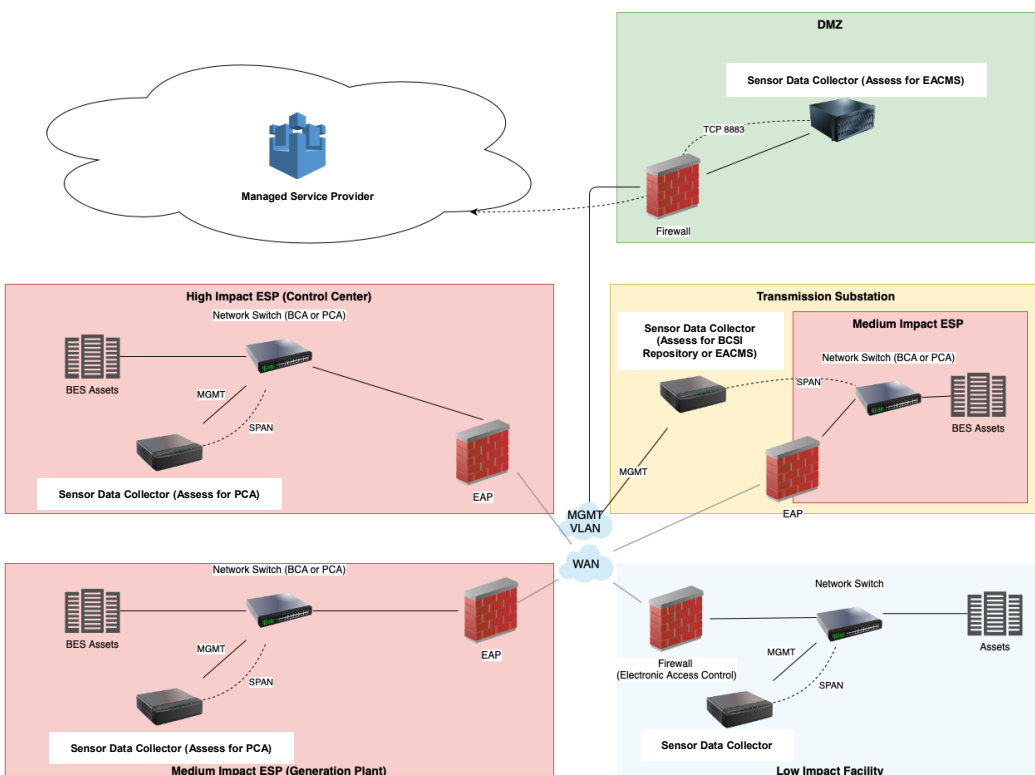 DMZ
Sensor Data Collector (Assess for EACMS)
TCP 8883
Firewall
Managed Service Provider
High Impact ESP (Control Center)
Network Switch (BCA or PCA)
BES Assets
MGMT
SPAN
Sensor Data Collector (Assess for PCA)
EAP
Transmission Substation
Sensor Data Collector
(Assess for BCSI
Repository or EACMS)
Medium Impact ESP
Network Switch (BCA or PCA)
SPAN
BES Assets
MGMT
EAP
MGMT
VLAN
WAN
Network Switch (BCA or PCA)
BES Assets
MGMT
SPAN
EAP
Sensor Data Collector (Assess for PCA)
Medium Impact ESP (Generation Plant)
Network Switch
Firewall
(Electronic Access Control)
MGMT
SPAN
Assets
Sensor Data Collector
Low Impact Facility